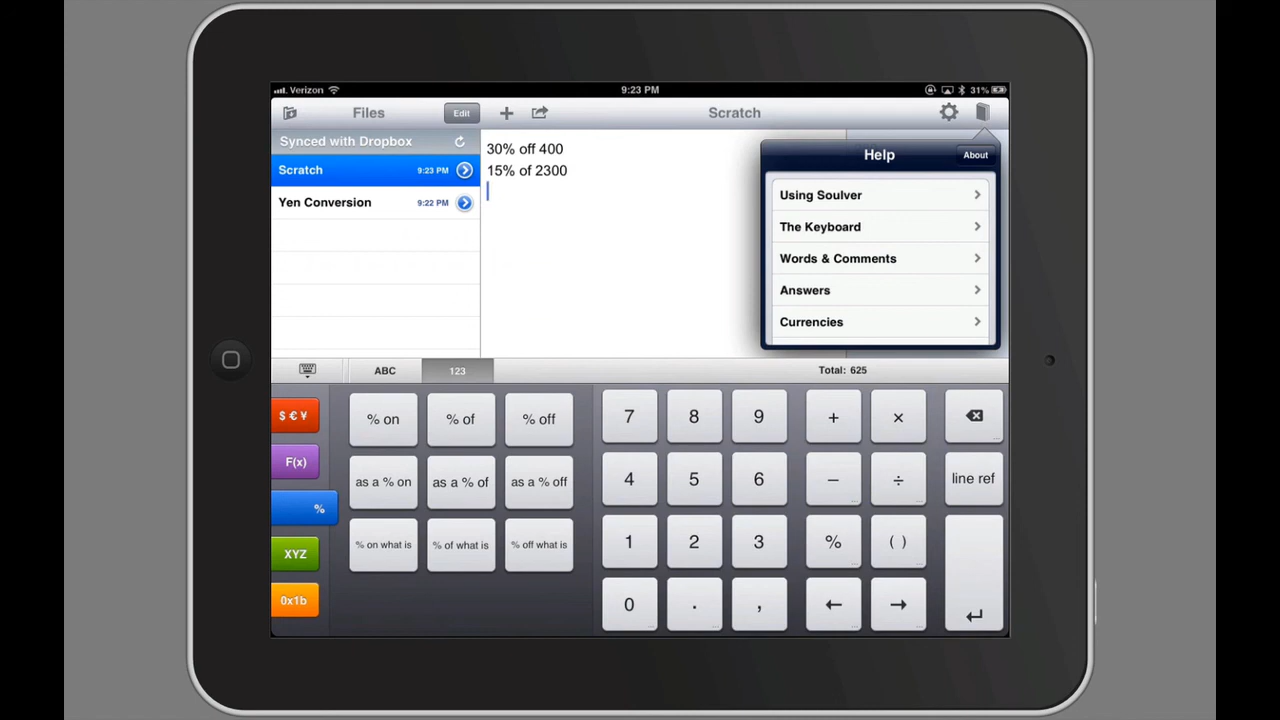 Verizon 9:23 PM 31%
Files Edit + Scratch
Synced with Dropbox
Scratch 9:23 PM
Yen Conversion 9:22 PM
30% off 400
15% of 2300
Help About
Using Soulver
The Keyboard
Words & Comments
Answers
Currencies
ABC 123 Total: 625
$ € ¥
F(x)
%
XYZ
0x1b
% on % of % off
as a % on as a % of as a % off
% on what is % of what is % off what is
7 8 9 + ×
4 5 6 − ÷ line ref
1 2 3 % ( )
0 . , ← → ↵